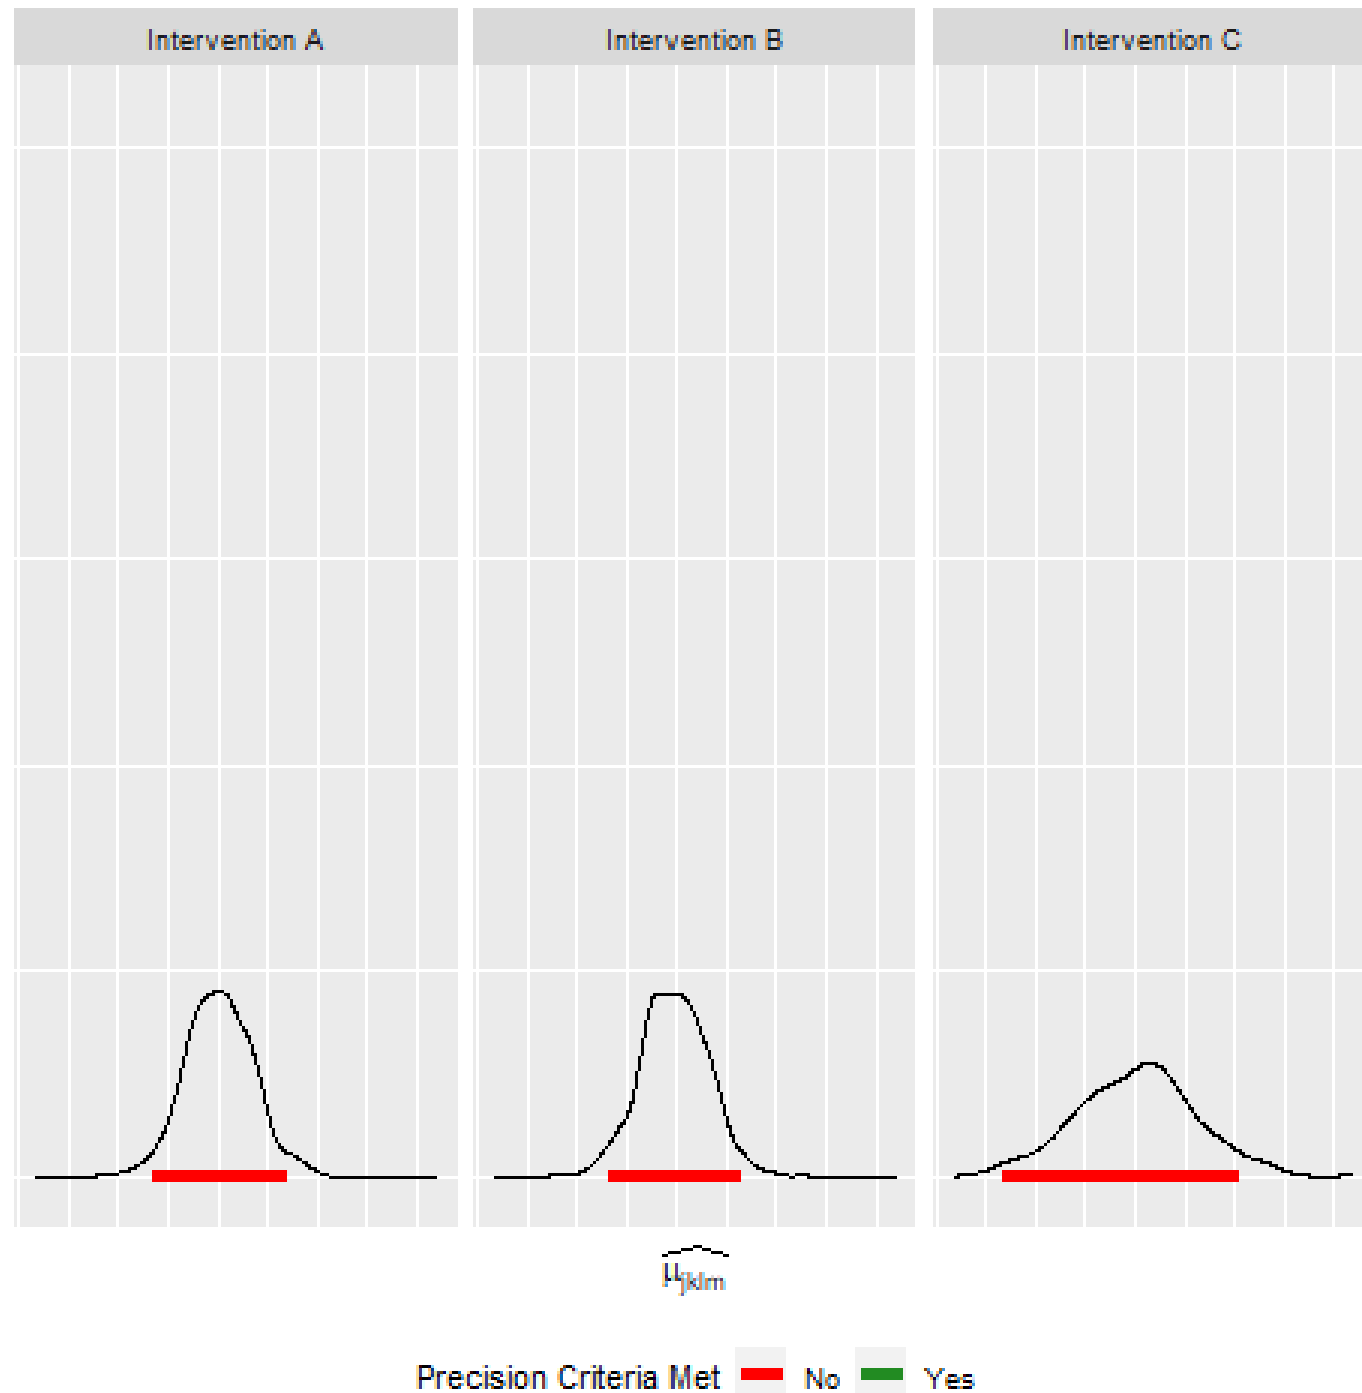 Intervention A Intervention B Intervention C
μ̂jklm
Precision Criteria Met No Yes